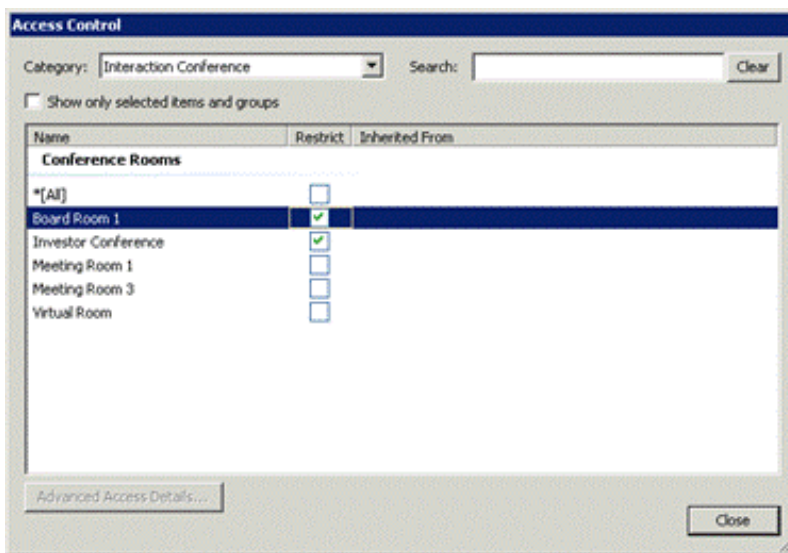 Access Control
Category: Interaction Conference Search: Clear
Show only selected items and groups
Name Restrict Inherited From
Conference Rooms
*[All]
Board Room 1
Investor Conference
Meeting Room 1
Meeting Room 3
Virtual Room
Advanced Access Details...
Close